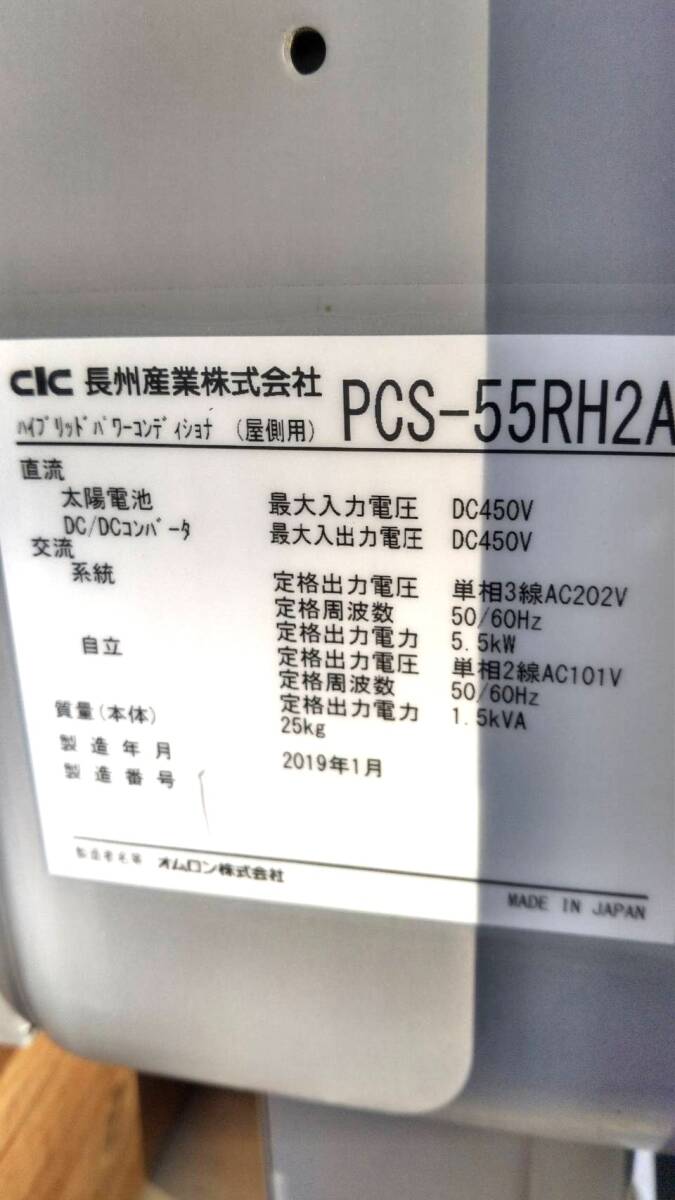 CIC 長州産業株式会社 PCS-55RH2A
ﾊｲﾌﾞﾘｯﾄﾞﾊﾟﾜｰｺﾝﾃﾞｨｼｮﾅ (屋側用)
直流
太陽電池 最大入力電圧 DC450V
DC/DCｺﾝﾊﾞｰﾀ 最大入出力電圧 DC450V
交流
系統 定格出力電圧 単相3線AC202V
定格周波数 50/60Hz
定格出力電力 5.5kW
自立 定格出力電圧 単相2線AC101V
定格周波数 50/60Hz
定格出力電力 1.5kVA
質量(本体) 25kg
製造年月 2019年1月
製造番号
製造者名等 オムロン株式会社
MADE IN JAPAN